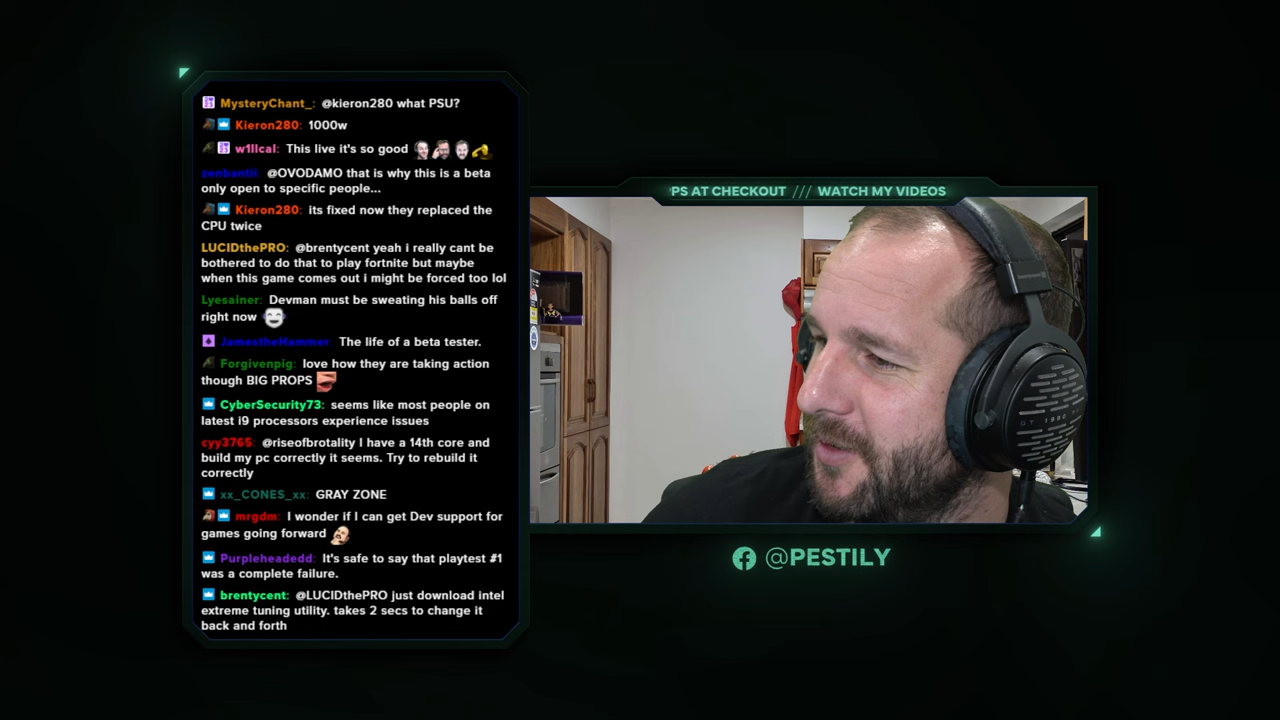 MysteryChant_: @kieron280 what PSU?
Kieron280: 1000w
w1llcal: This live it's so good
zenbantii: @OVODAMO that is why this is a beta
only open to specific people...
Kieron280: its fixed now they replaced the
CPU twice
LUCIDthePRO: @brentycent yeah i really cant be
bothered to do that to play fortnite but maybe
when this game comes out i might be forced too lol
Lyesainer: Devman must be sweating his balls off
right now
JamestheHammer: The life of a beta tester.
Forgivenpig: love how they are taking action
though BIG PROPS
CyberSecurity73: seems like most people on
latest i9 processors experience issues
cyy3765: @riseofbrotality I have a 14th core and
build my pc correctly it seems. Try to rebuild it
correctly
xx_CONES_xx: GRAY ZONE
mrgdm: I wonder if I can get Dev support for
games going forward
Purpleheadedd: It's safe to say that playtest #1
was a complete failure.
brentycent: @LUCIDthePRO just download intel
extreme tuning utility. takes 2 secs to change it
back and forth
PS AT CHECKOUT /// WATCH MY VIDEOS
@PESTILY